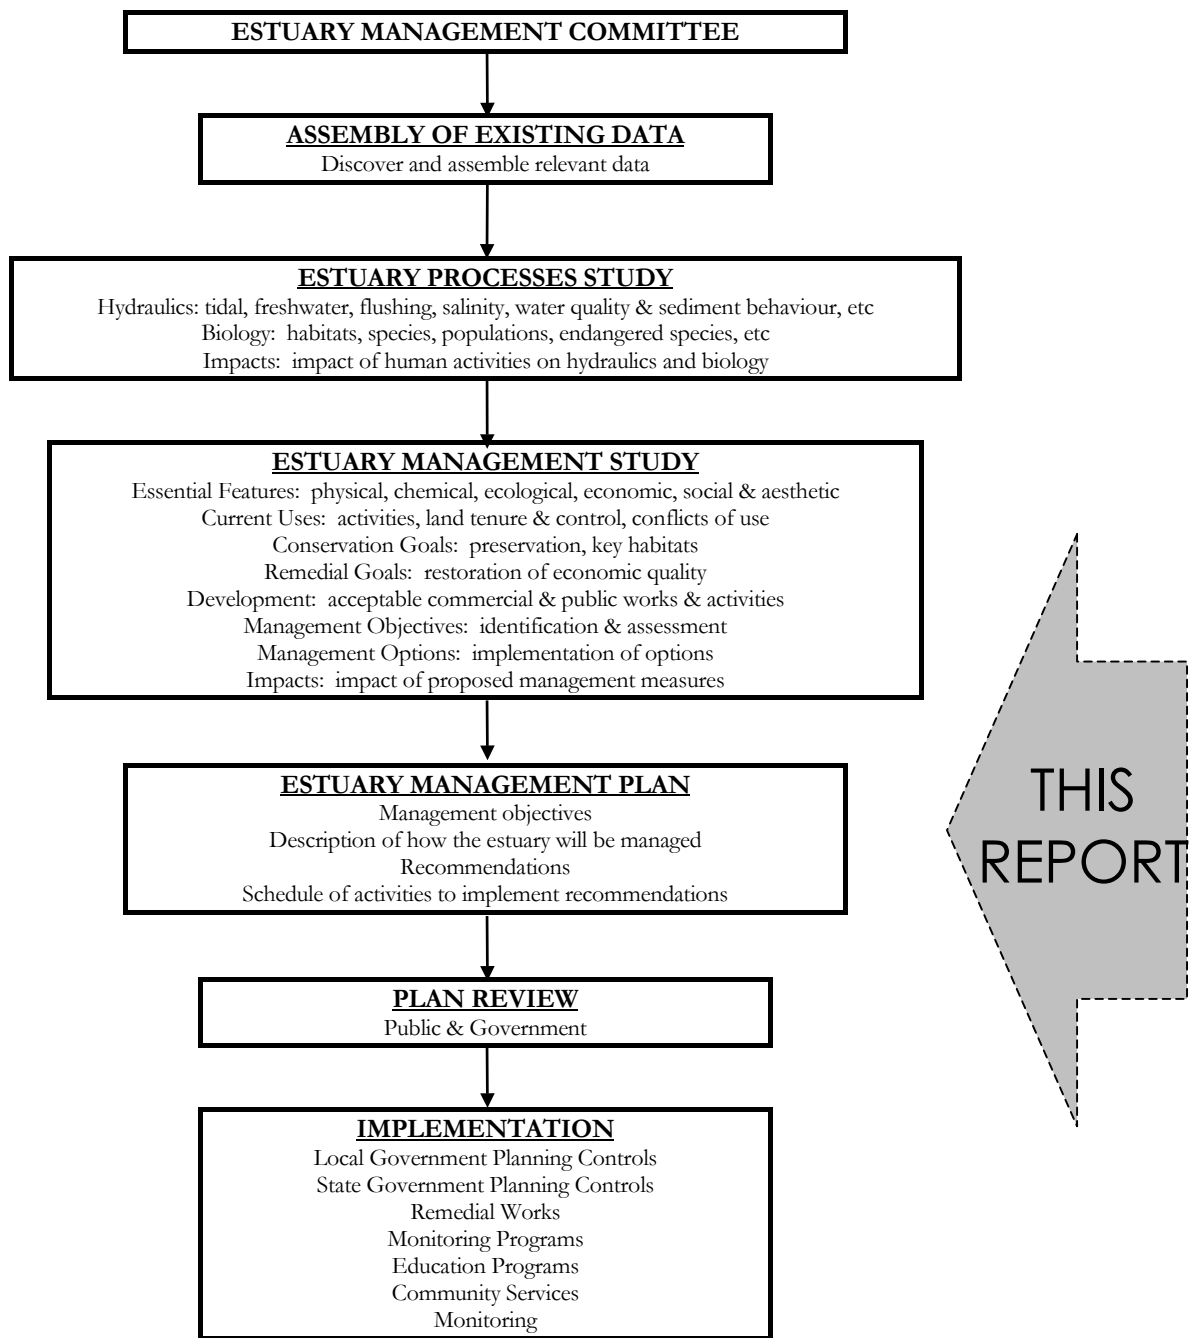 ESTUARY MANAGEMENT COMMITTEE
ASSEMBLY OF EXISTING DATA
Discover and assemble relevant data
ESTUARY PROCESSES STUDY
Hydraulics: tidal, freshwater, flushing, salinity, water quality & sediment behaviour, etc
Biology: habitats, species, populations, endangered species, etc
Impacts: impact of human activities on hydraulics and biology
ESTUARY MANAGEMENT STUDY
Essential Features: physical, chemical, ecological, economic, social & aesthetic
Current Uses: activities, land tenure & control, conflicts of use
Conservation Goals: preservation, key habitats
Remedial Goals: restoration of economic quality
Development: acceptable commercial & public works & activities
Management Objectives: identification & assessment
Management Options: implementation of options
Impacts: impact of proposed management measures
ESTUARY MANAGEMENT PLAN
Management objectives
Description of how the estuary will be managed
Recommendations
Schedule of activities to implement recommendations
THIS
REPORT
PLAN REVIEW
Public & Government
IMPLEMENTATION
Local Government Planning Controls
State Government Planning Controls
Remedial Works
Monitoring Programs
Education Programs
Community Services
Monitoring